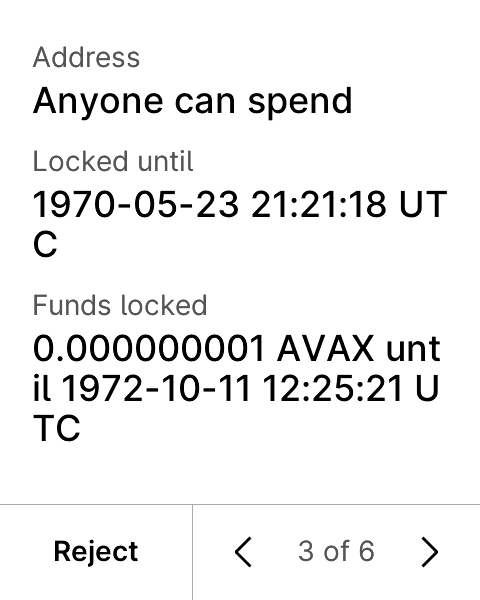 Address
Anyone can spend
Locked until
1970-05-23 21:21:18 UT
C
Funds locked
0.000000001 AVAX unt
il 1972-10-11 12:25:21 U
TC
Reject
3 of 6